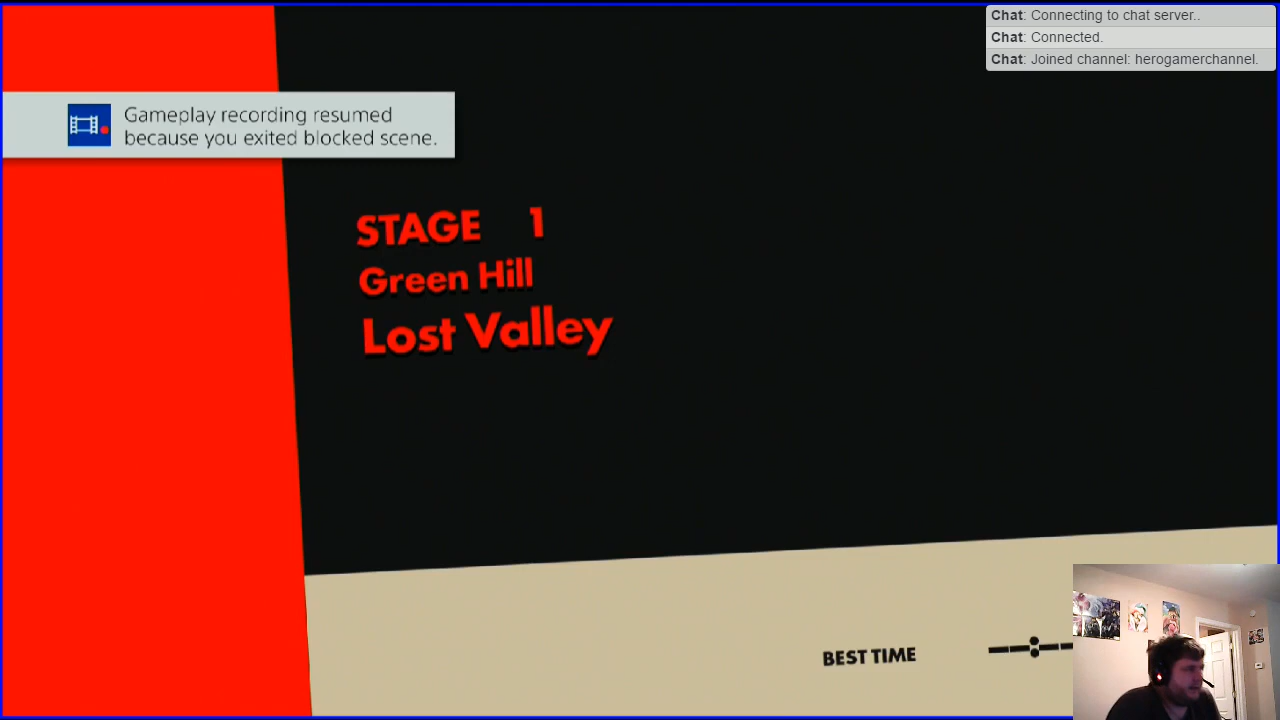 Chat: Connecting to chat server..
Chat: Connected.
Chat: Joined channel: herogamerchannel.
Gameplay recording resumed
because you exited blocked scene.
STAGE 1
Green Hill
Lost Valley
BEST TIME